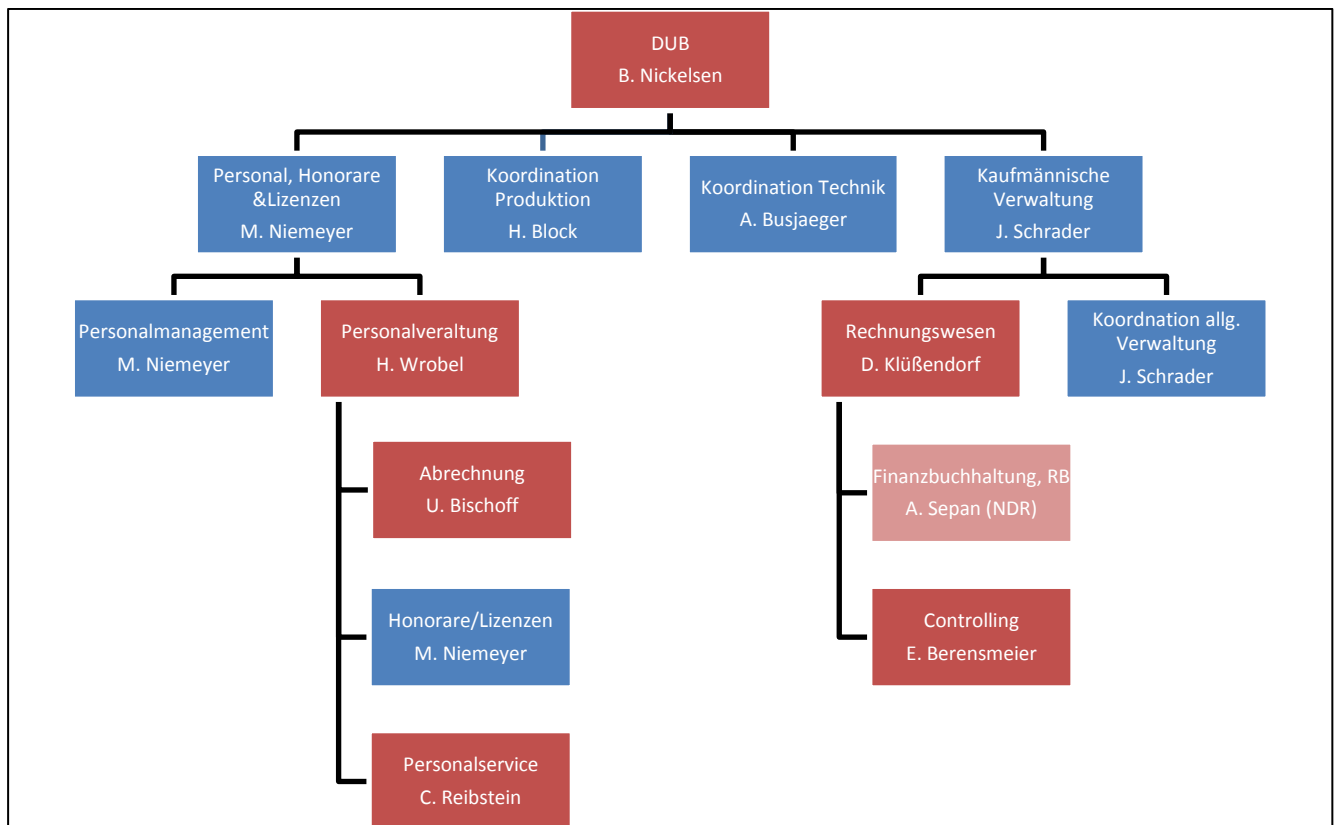 DUB
B. Nickelsen
Personal, Honorare
&Lizenzen
M. Niemeyer
Koordination
Produktion
H. Block
Koordination Technik
A. Busjaeger
Kaufmännische
Verwaltung
J. Schrader
Personalmanagement
M. Niemeyer
Personalveraltung
H. Wrobel
Rechnungswesen
D. Klüßendorf
Koordnation allg.
Verwaltung
J. Schrader
Abrechnung
U. Bischoff
Finanzbuchhaltung, RB
A. Sepan (NDR)
Honorare/Lizenzen
M. Niemeyer
Controlling
E. Berensmeier
Personalservice
C. Reibstein